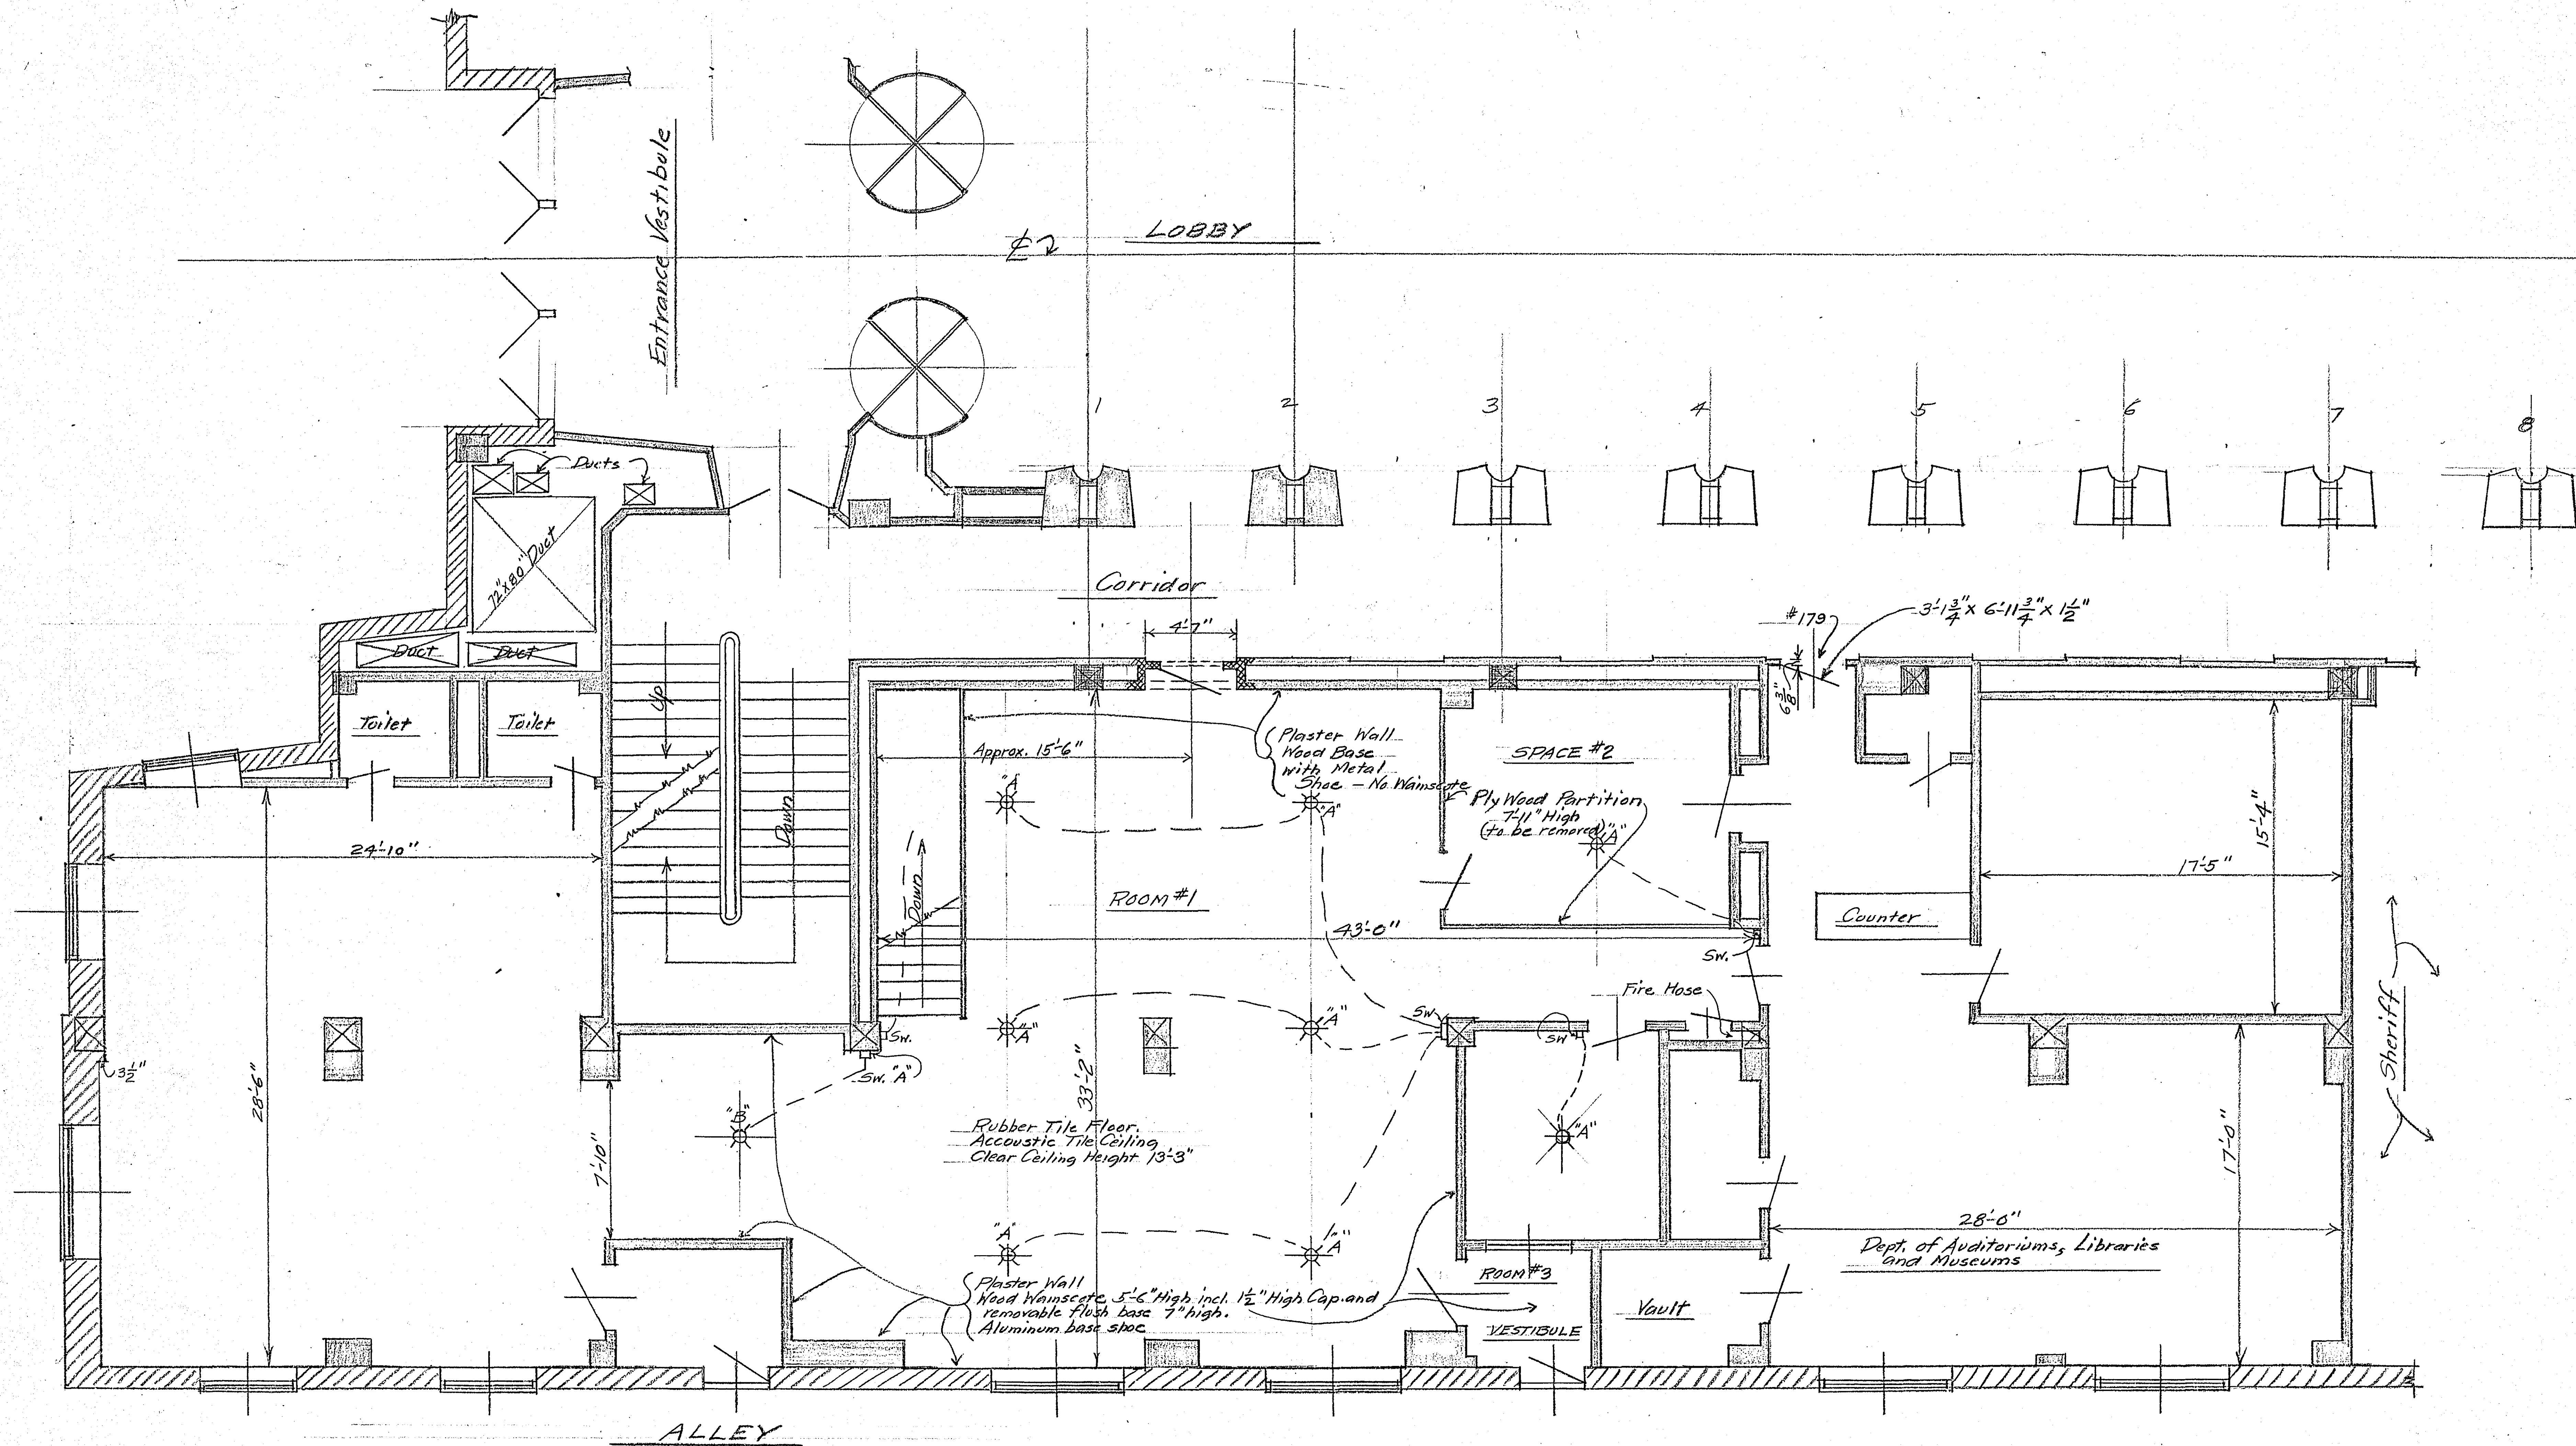 Entrance Vestibule
LOBBY
℄
1
2
3
4
5
6
7
8
Ducts
72"x80" Duct
Corridor
4'-7"
#179
3'-1 3/4" x 6'-11 3/4" x 1 1/2"
6 3/8"
Duct
Duct
Toilet
Toilet
Up
Down
Down
Approx. 15'-6"
Plaster Wall
Wood Base
with Metal
Shoe - No Wainscote
SPACE #2
Ply Wood Partition
7'-11" High
(to be removed)
"A"
"A"
"A"
24'-10"
ROOM #1
43'-0"
Sw.
Counter
15'-4"
17'-5"
Fire Hose
Sw.
"A"
"A"
Sw
Sw
Sw. "A"
3 1/2"
28'-6"
7'-10"
"B"
33'-2"
Rubber Tile Floor.
Accoustic Tile Ceiling
Clear Ceiling Height 13'-3"
"A"
Sheriff
17'-0"
28'-0"
Dept. of Auditoriums, Libraries
and Museums
"A"
"A"
Plaster Wall
Wood Wainscote 5'-6" High incl. 1 1/2" High Cap and
removable flush base 7" high.
Aluminum base shoe
ROOM #3
VESTIBULE
Vault
ALLEY